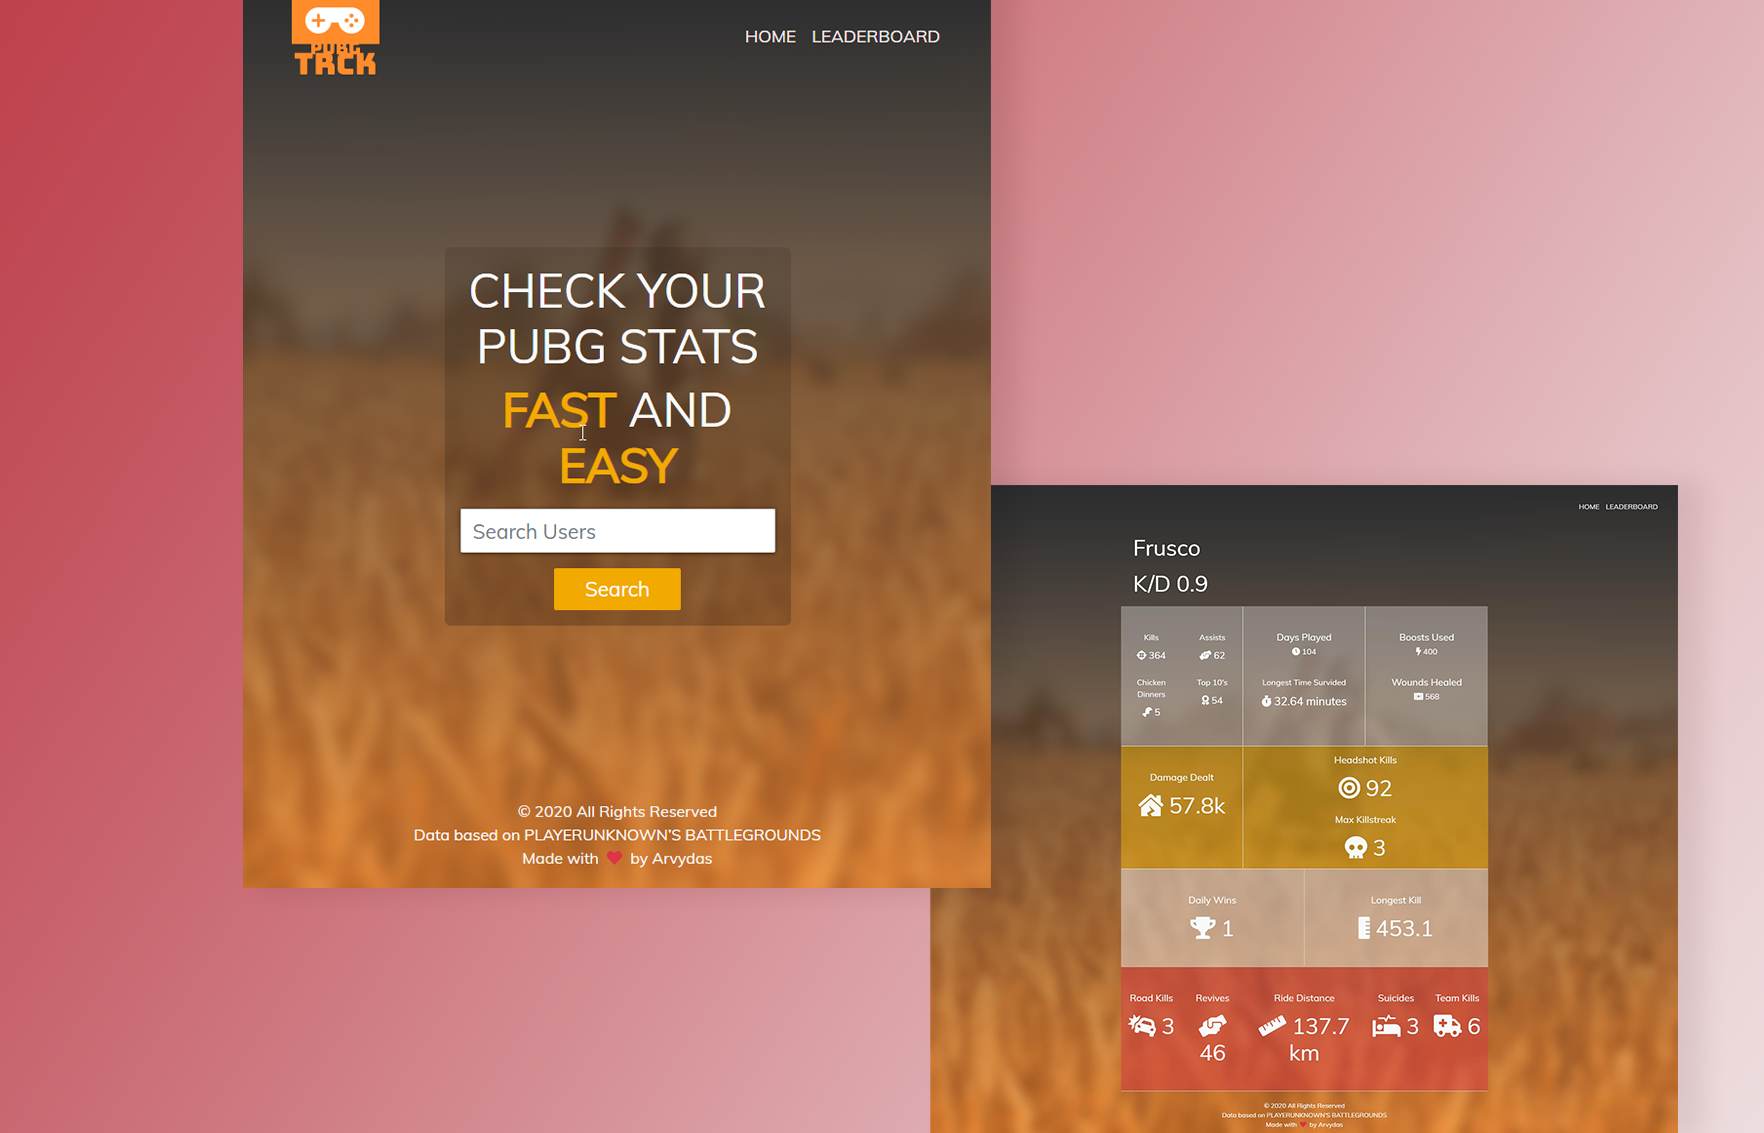 PUBG
TRCK
HOME LEADERBOARD
CHECK YOUR
PUBG STATS
FAST AND
EASY
Search Users
Search
© 2020 All Rights Reserved
Data based on PLAYERUNKNOWN'S BATTLEGROUNDS
Made with by Arvydas
HOME LEADERBOARD
Frusco
K/D 0.9
Kills
364
Assists
62
Chicken
Dinners
5
Top 10's
54
Days Played
104
Longest Time Survided
32.64 minutes
Boosts Used
400
Wounds Healed
568
Damage Dealt
57.8k
Headshot Kills
92
Max Killstreak
3
Daily Wins
1
Longest Kill
453.1
Road Kills
3
Revives
46
Ride Distance
137.7
km
Suicides
3
Team Kills
6
© 2020 All Rights Reserved
Data based on PLAYERUNKNOWN'S BATTLEGROUNDS
Made with by Arvydas